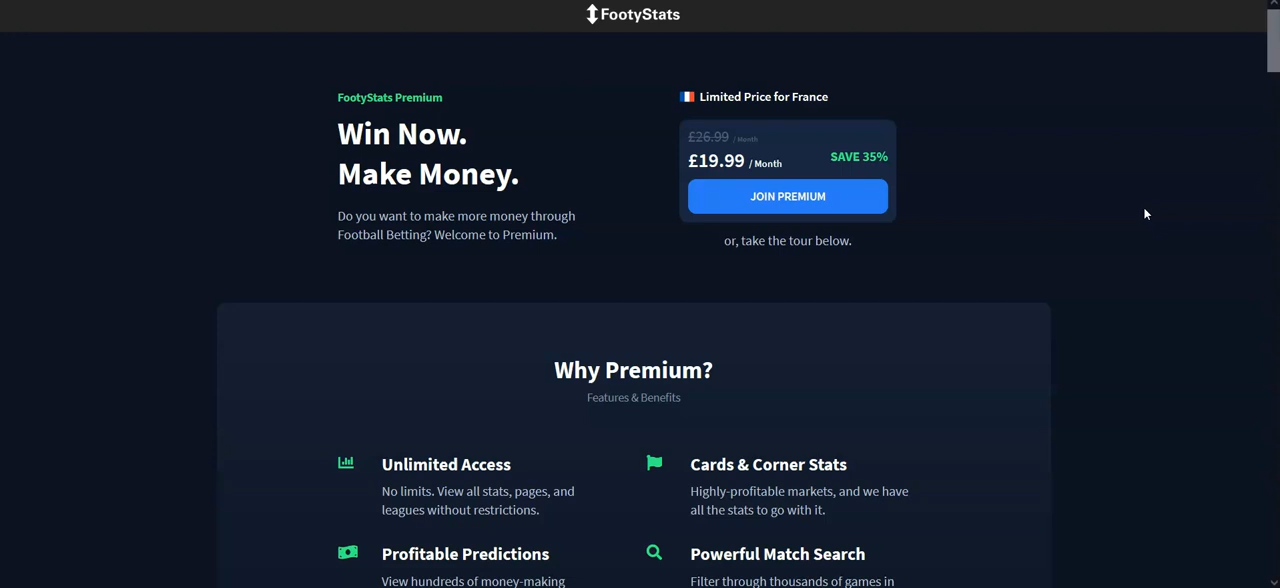 FootyStats
FootyStats Premium
Win Now.
Make Money.
Do you want to make more money through
Football Betting? Welcome to Premium.
Limited Price for France
£26.99 / Month
£19.99 / Month
SAVE 35%
JOIN PREMIUM
or, take the tour below.
Why Premium?
Features & Benefits
Unlimited Access
No limits. View all stats, pages, and
leagues without restrictions.
Cards & Corner Stats
Highly-profitable markets, and we have
all the stats to go with it.
Profitable Predictions
View hundreds of money-making
Powerful Match Search
Filter through thousands of games in